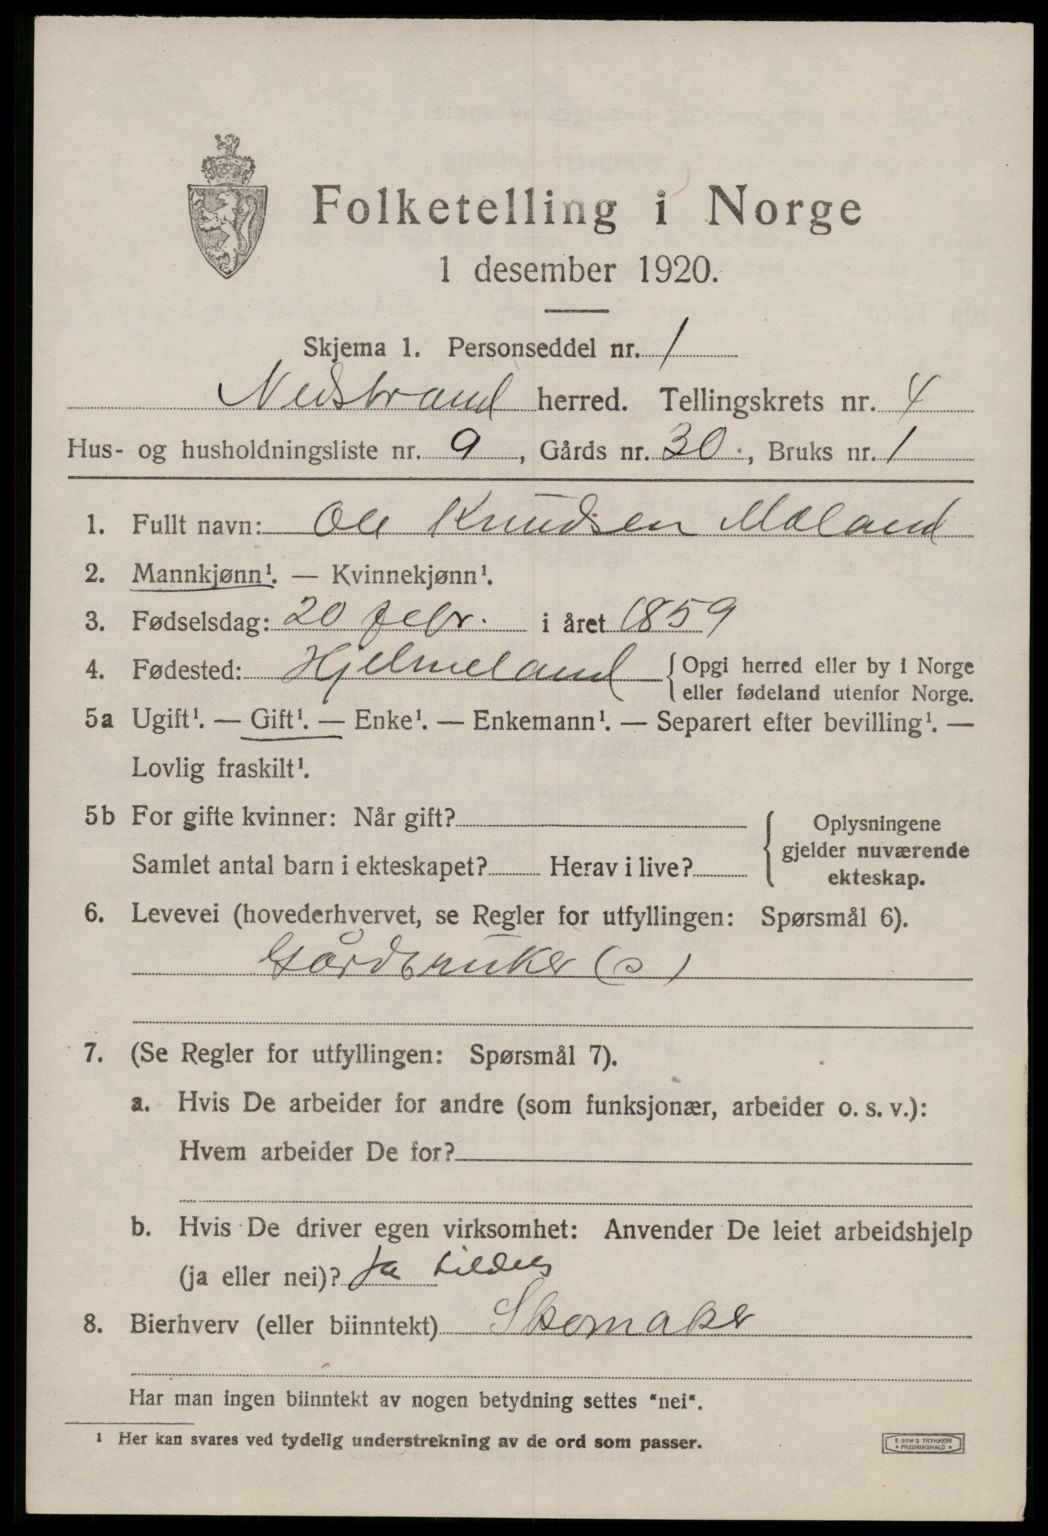 Folketelling i Norge
1 desember 1920.
Skjema 1. Personseddel nr. 1
Nedstrand herred. Tellingskrets nr. 4
Hus- og husholdningsliste nr. 9, Gårds nr. 30, Bruks nr. 1
1. Fullt navn: Ole Knudsen Mæland
2. Mannkjønn¹. — Kvinnekjønn¹.
3. Fødselsdag: 20 febr. i året 1859
4. Fødested: Hjelmeland {Opgi herred eller by i Norge
eller fødeland utenfor Norge.
5a Ugift¹. — Gift¹. — Enke¹. — Enkemann¹. — Separert efter bevilling¹. —
Lovlig fraskilt¹.
5b For gifte kvinner: Når gift?
Samlet antal barn i ekteskapet? Herav i live?
{ Oplysningene
gjelder nuværende
ekteskap.
6. Levevei (hovederhvervet, se Regler for utfyllingen: Spørsmål 6).
Gårdbruker (s)
7. (Se Regler for utfyllingen: Spørsmål 7).
a. Hvis De arbeider for andre (som funksjonær, arbeider o. s. v.):
Hvem arbeider De for?
b. Hvis De driver egen virksomhet: Anvender De leiet arbeidshjelp
(ja eller nei)? ja tildels
8. Bierhverv (eller biinntekt) Skomaker
Har man ingen biinntekt av nogen betydning settes "nei".
¹ Her kan svares ved tydelig understrekning av de ord som passer.
E. SEM'S TRYKKERI
• FREDRIKSHALD •